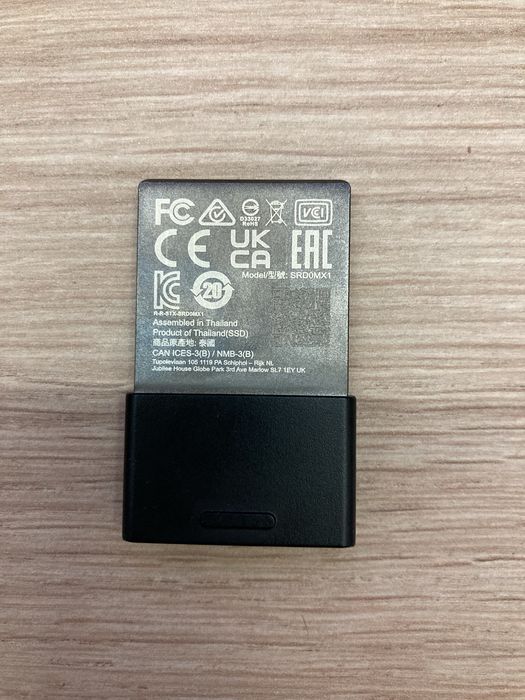 FC D33027 RoHS VCI
CE UK CA EAC
Model/型號: SRD0MX1
20
R-R-STX-SRD0MX1
Assembled in Thailand
Product of Thailand(SSD)
商品原產地: 泰國
CAN ICES-3(B) / NMB-3(B)
Tupolevlaan 105 1119 PA Schiphol – Rijk NL
Jubilee House Globe Park 3rd Ave Marlow SL7 1EY UK